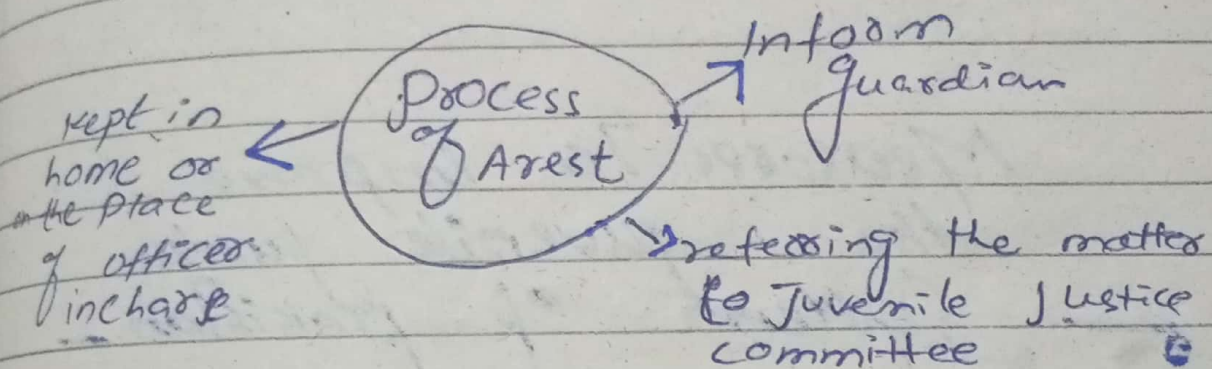 Process
of Arest
Inform
guardian
Kept in
home or
the place
of officer
incharge
referring the matter
to Juvenile Justice
committee